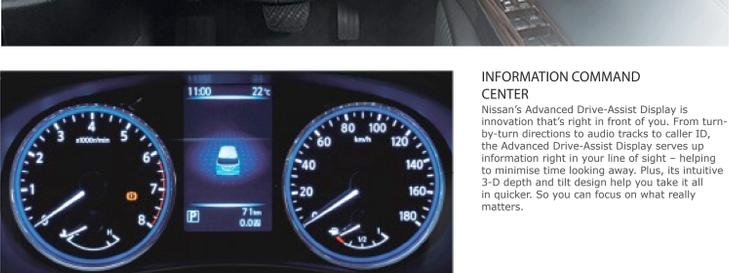 INFORMATION COMMAND
CENTER
Nissan's Advanced Drive-Assist Display is
innovation that's right in front of you. From turn-
by-turn directions to audio tracks to caller ID,
the Advanced Drive-Assist Display serves up
information right in your line of sight – helping
to minimise time looking away. Plus, its intuitive
3-D depth and tilt design help you take it all
in quicker. So you can focus on what really
matters.
11:00 22°C
3 4 5
x1000r/min
2 6
1 7
8
H
P
71km
0.0
80 100
60 km/h 120
40 140
20 160
0 180
1/2